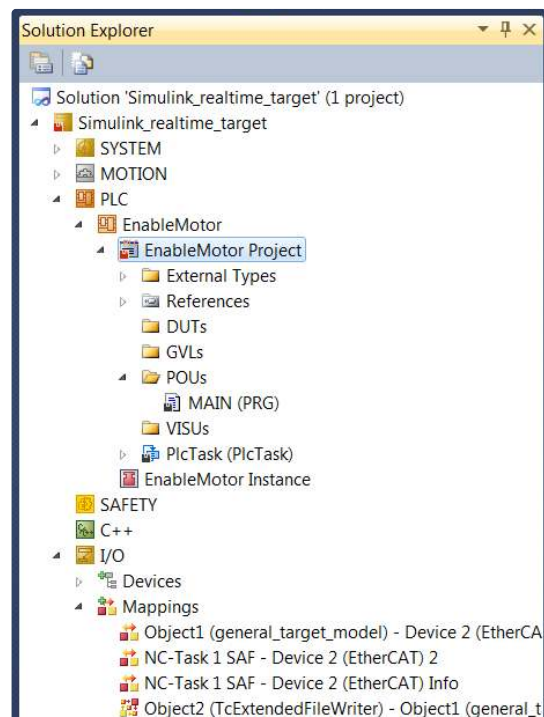 Solution Explorer
Solution 'Simulink_realtime_target' (1 project)
Simulink_realtime_target
SYSTEM
MOTION
PLC
EnableMotor
EnableMotor Project
External Types
References
DUTs
GVLs
POUs
MAIN (PRG)
VISUs
PlcTask (PlcTask)
EnableMotor Instance
SAFETY
C++
I/O
Devices
Mappings
Object1 (general_target_model) - Device 2 (EtherCA
NC-Task 1 SAF - Device 2 (EtherCAT) 2
NC-Task 1 SAF - Device 2 (EtherCAT) Info
Object2 (TcExtendedFileWriter) - Object1 (general_t